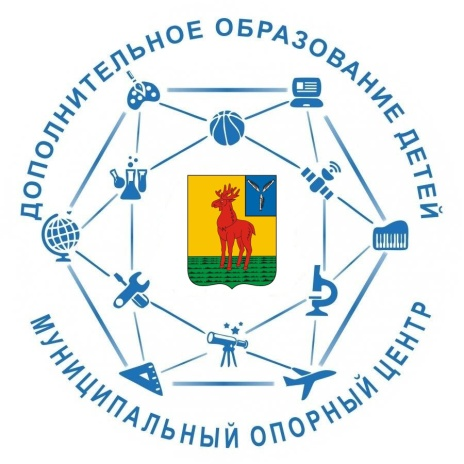 ДОПОЛНИТЕЛЬНОЕ ОБРАЗОВАНИЕ ДЕТЕЙ
МУНИЦИПАЛЬНЫЙ ОПОРНЫЙ ЦЕНТР